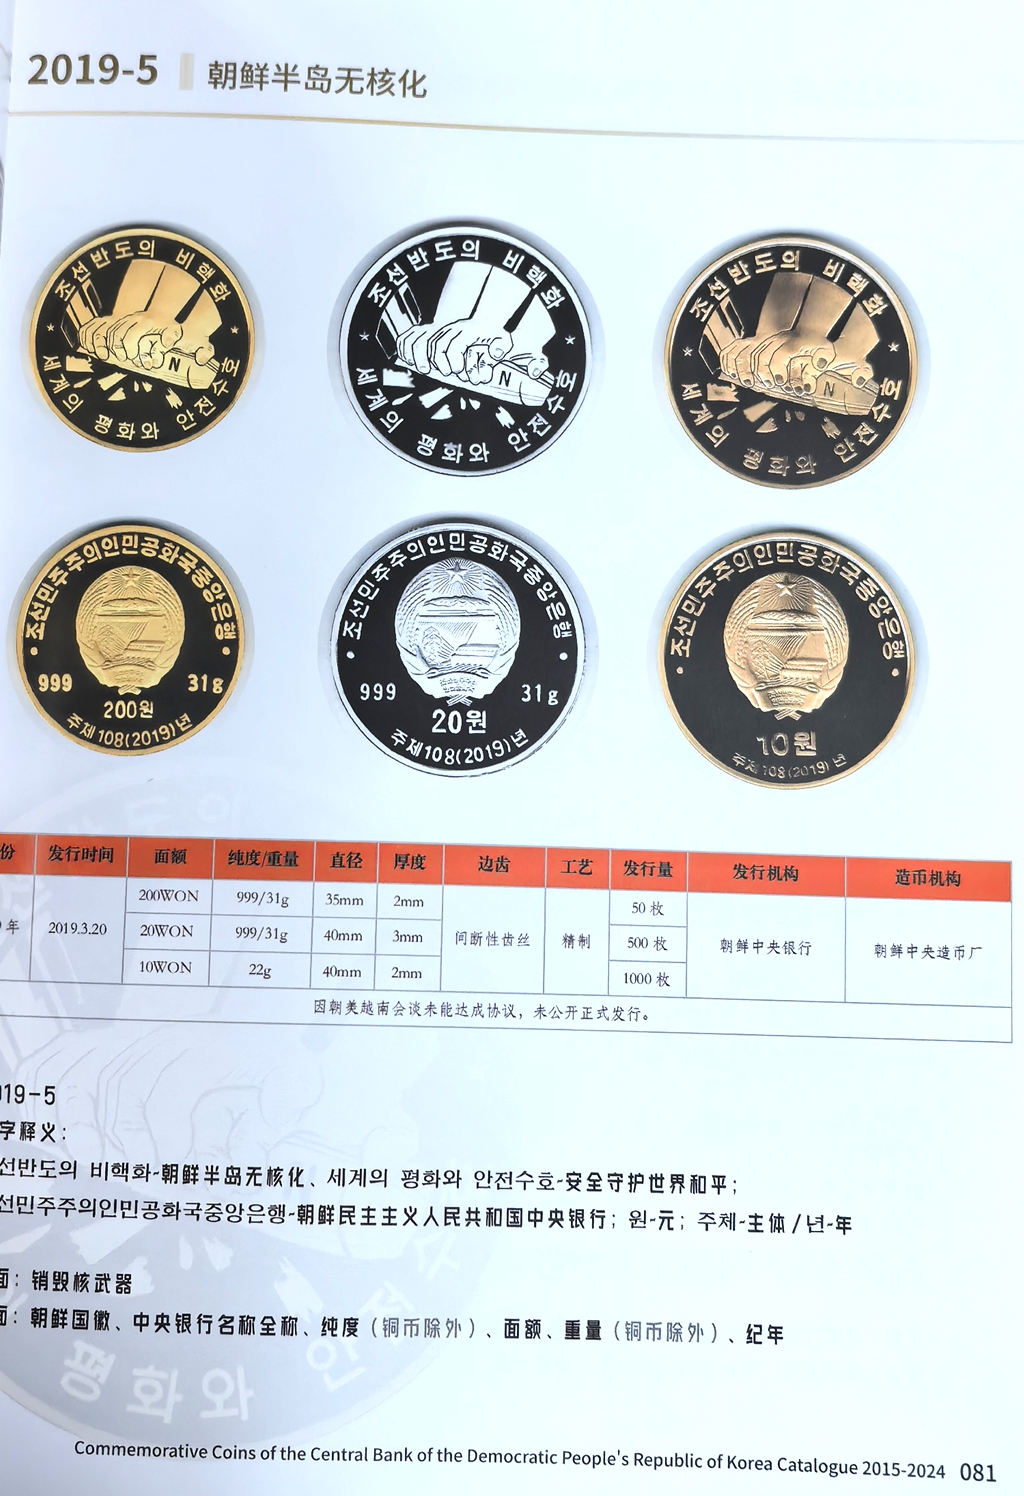 2019-5 朝鲜半岛无核化
조선반도의 비핵화
세계의 평화와 안전수호
N
조선반도의 비핵화
세계의 평화와 안전수호
N
조선반도의 비핵화
세계의 평화와 안전수호
N
조선민주주의인민공화국중앙은행
999 31g
200원
주체108(2019)년
조선민주주의인민공화국중앙은행
999 31g
20원
주체108(2019)년
조선민주주의인민공화국중앙은행
10원
주체108(2019)년
份 发行时间 面额 纯度/重量 直径 厚度 边齿 工艺 发行量 发行机构 造币机构
年 2019.3.20 200WON 999/31g 35mm 2mm 间断性齿丝 精制 50 枚 朝鲜中央银行 朝鲜中央造币厂
20WON 999/31g 40mm 3mm 500 枚
10WON 22g 40mm 2mm 1000 枚
因朝美越南会谈未能达成协议，未公开正式发行。
019-5
字释义：
선반도의 비핵화-朝鲜半岛无核化、세계의 평화와 안전수호-安全守护世界和平；
선민주주의인민공화국중앙은행-朝鲜民主主义人民共和国中央银行；원-元；주체-主体/년-年
面：销毁核武器
面：朝鲜国徽、中央银行名称全称、纯度（铜币除外）、面额、重量（铜币除外）、纪年
평화와 안전
Commemorative Coins of the Central Bank of the Democratic People's Republic of Korea Catalogue 2015-2024 081